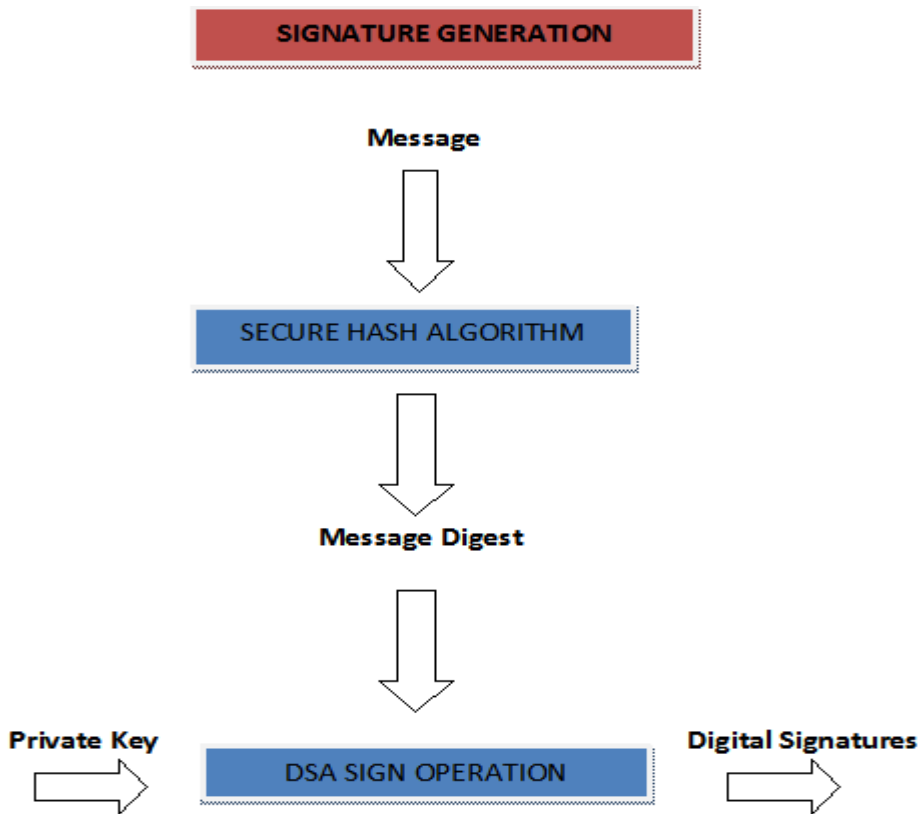 SIGNATURE GENERATION
Message
SECURE HASH ALGORITHM
Message Digest
Private Key
DSA SIGN OPERATION
Digital Signatures